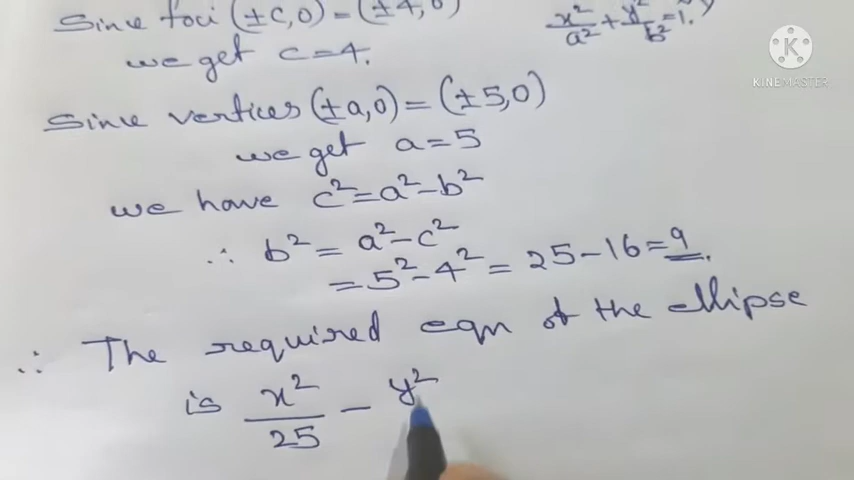 Since foci (±c,0) = (±4,0)
x²/a² + y²/b² = 1.
we get c = 4.
K
KINEMASTER
Since vertices (±a,0) = (±5,0)
we get a = 5
we have c² = a² - b²
∴ b² = a² - c²
= 5² - 4² = 25 - 16 = 9.
∴ The required eqn of the ellipse
is x²/25 - y²